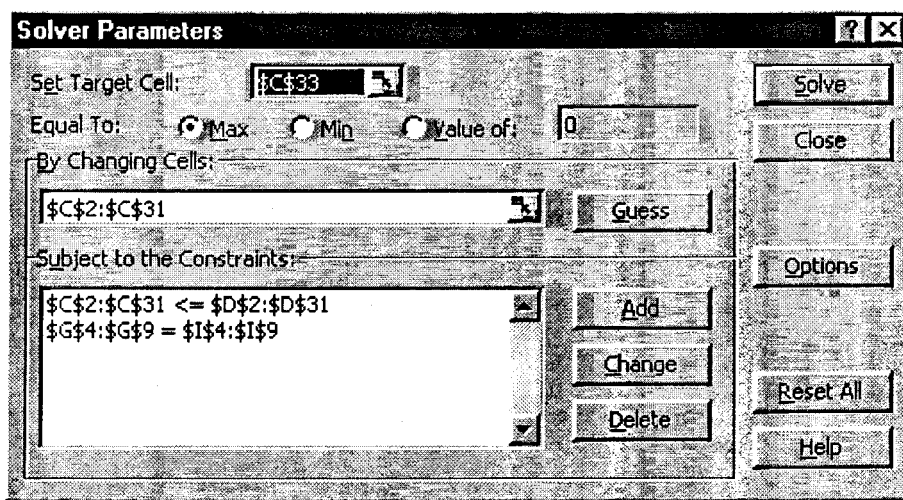 Solver Parameters
Set Target Cell: $C$33 Solve
Equal To: Max Min Value of: 0 Close
By Changing Cells:
$C$2:$C$31 Guess
Subject to the Constraints: Options
$C$2:$C$31 <= $D$2:$D$31 Add
$G$4:$G$9 = $I$4:$I$9
Change
Reset All
Delete
Help